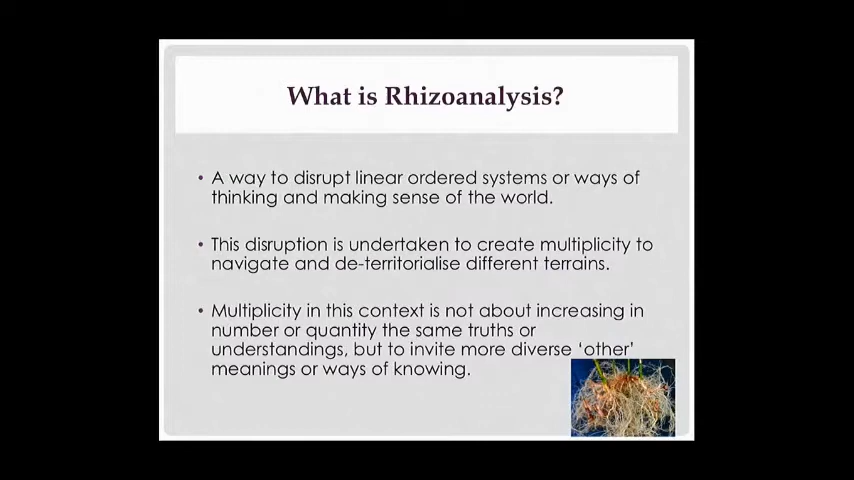 What is Rhizoanalysis?
• A way to disrupt linear ordered systems or ways of
thinking and making sense of the world.
• This disruption is undertaken to create multiplicity to
navigate and de-territorialise different terrains.
• Multiplicity in this context is not about increasing in
number or quantity the same truths or
understandings, but to invite more diverse ‘other’
meanings or ways of knowing.